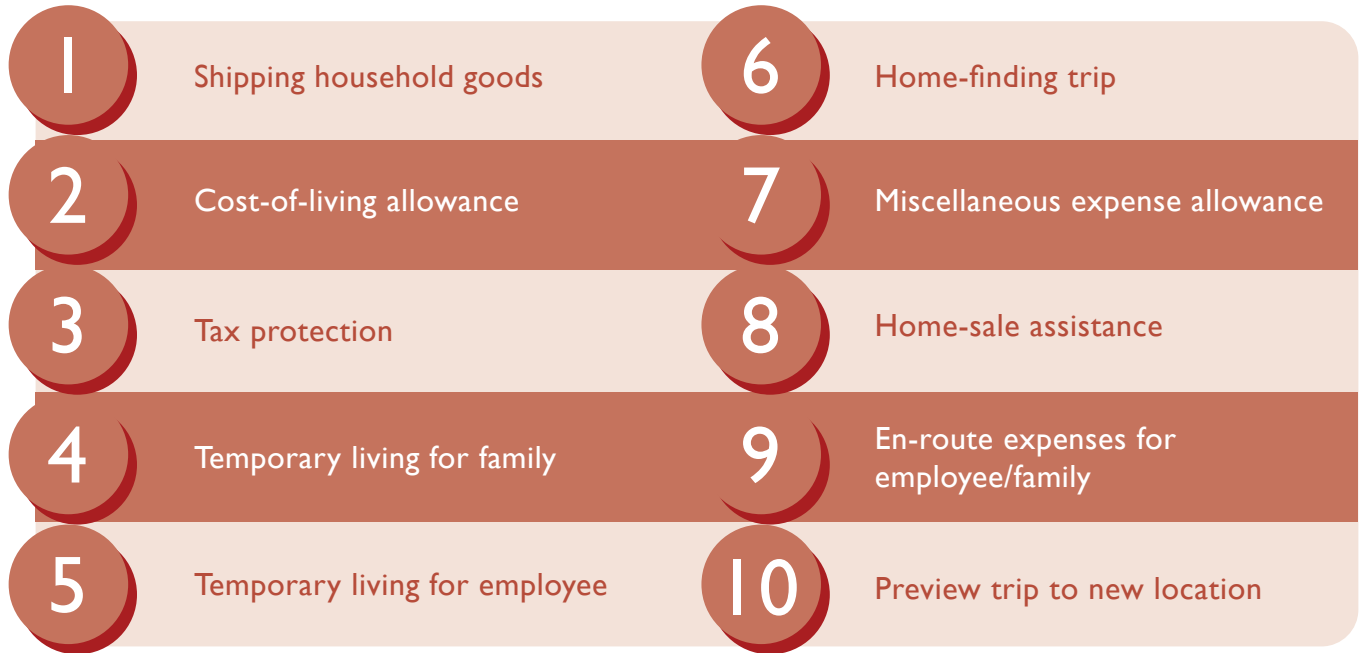 1 Shipping household goods
2 Cost-of-living allowance
3 Tax protection
4 Temporary living for family
5 Temporary living for employee
6 Home-finding trip
7 Miscellaneous expense allowance
8 Home-sale assistance
9 En-route expenses for
employee/family
10 Preview trip to new location